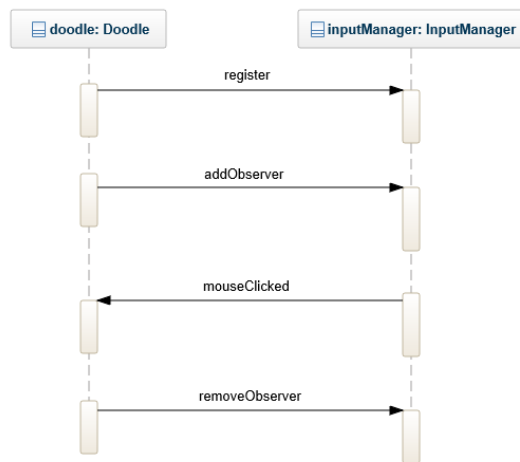 doodle: Doodle
inputManager: InputManager
register
addObserver
mouseClicked
removeObserver